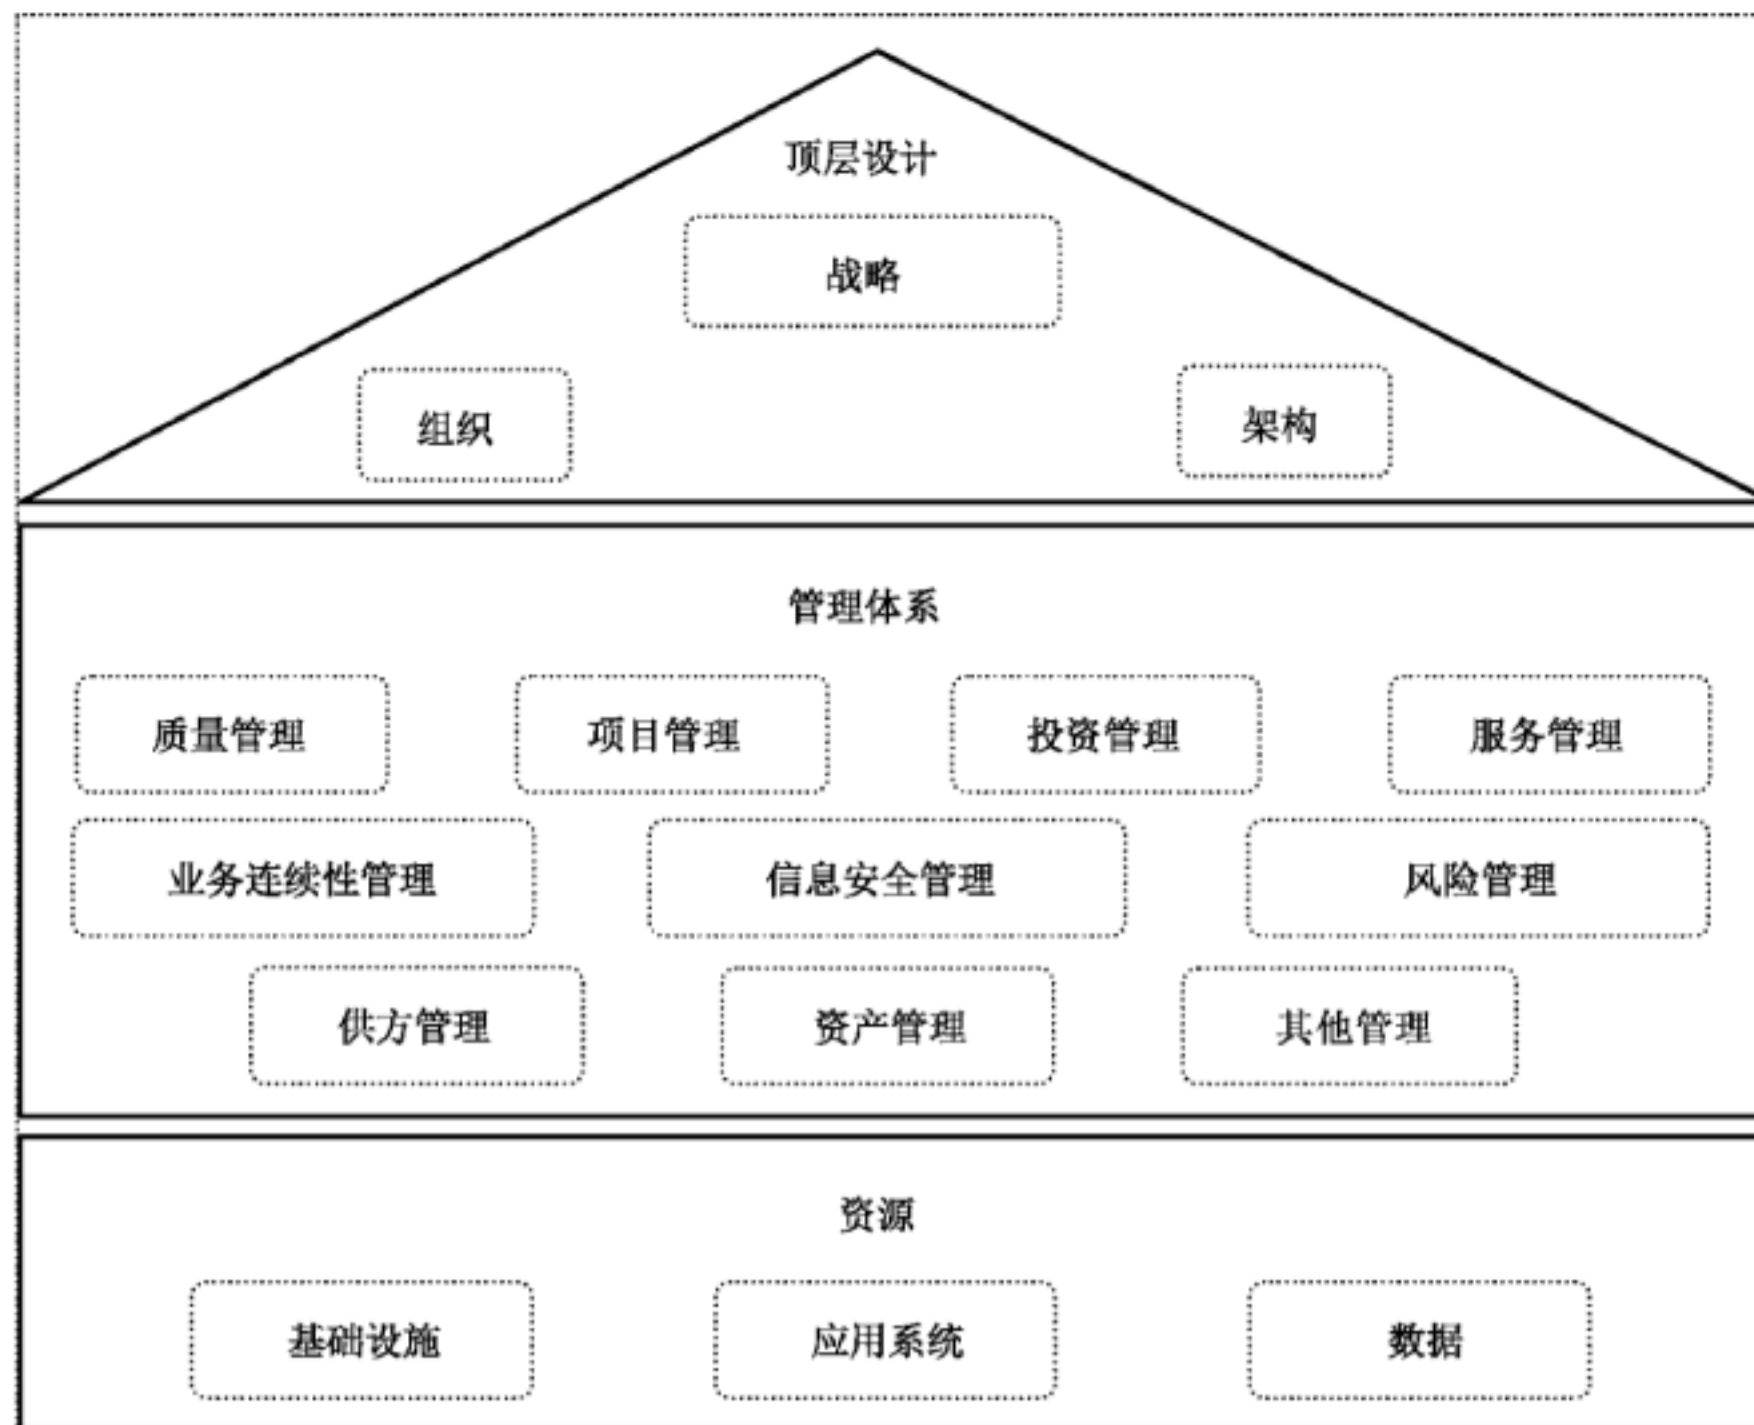 顶层设计
战略
组织 架构
管理体系
质量管理 项目管理 投资管理 服务管理
业务连续性管理 信息安全管理 风险管理
供方管理 资产管理 其他管理
资源
基础设施 应用系统 数据